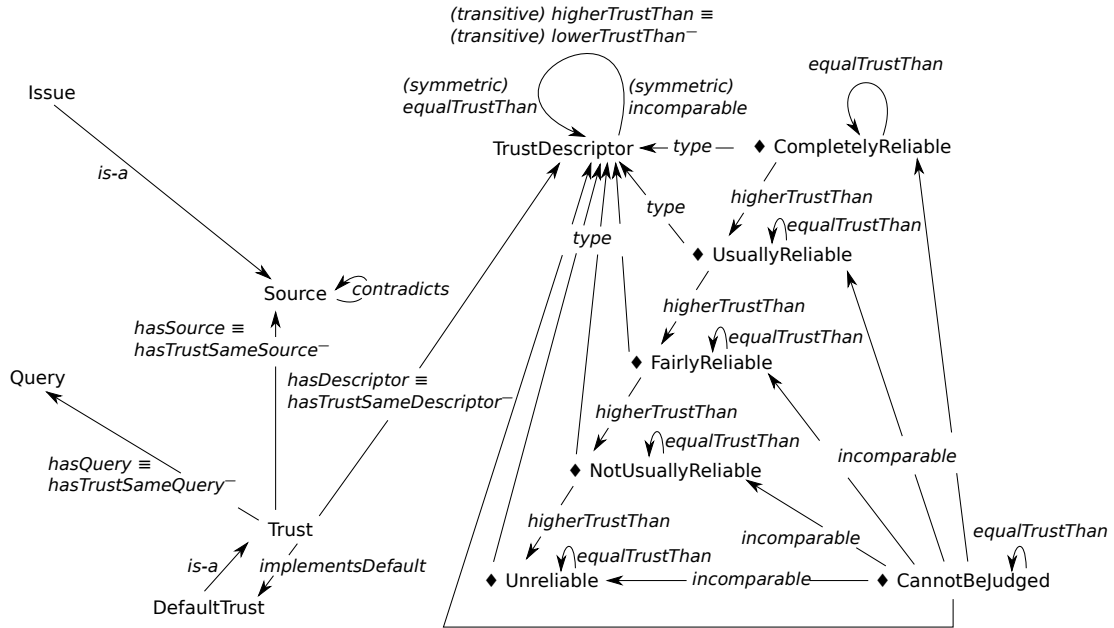 (transitive) higherTrustThan ≡
(transitive) lowerTrustThan⁻
equalTrustThan
Issue
(symmetric)
equalTrustThan
(symmetric)
incomparable
TrustDescriptor
type
♦ CompletelyReliable
is-a
higherTrustThan
type
equalTrustThan
type
♦ UsuallyReliable
Source
contradicts
higherTrustThan
hasSource ≡
hasTrustSameSource⁻
equalTrustThan
♦ FairlyReliable
Query
hasDescriptor ≡
hasTrustSameDescriptor⁻
higherTrustThan
equalTrustThan
incomparable
hasQuery ≡
hasTrustSameQuery⁻
♦ NotUsuallyReliable
higherTrustThan
Trust
equalTrustThan
incomparable
is-a
implementsDefault
equalTrustThan
♦ Unreliable
incomparable
♦ CannotBeJudged
DefaultTrust